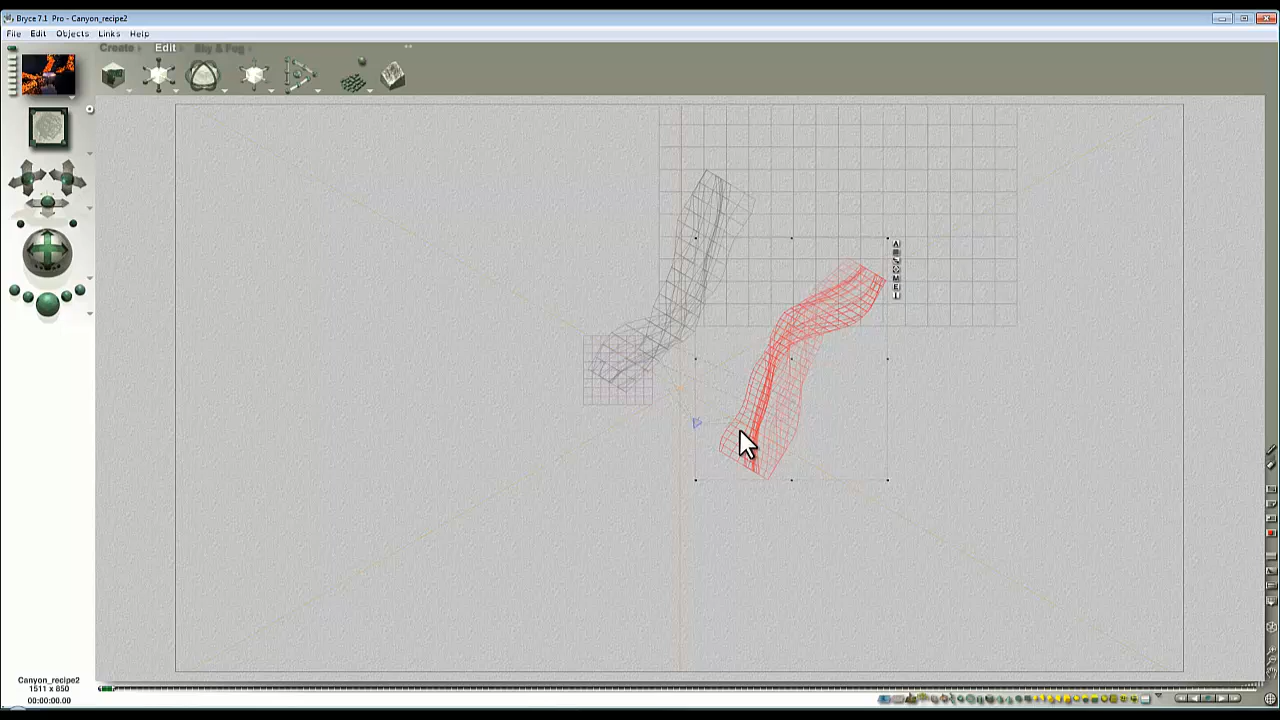 Bryce 7.1 Pro - Canyon_recipe2
File Edit Objects Links Help
Create Edit Sky & Fog
A
M
Canyon_recipe2
1511 x 850
00:00:00.00